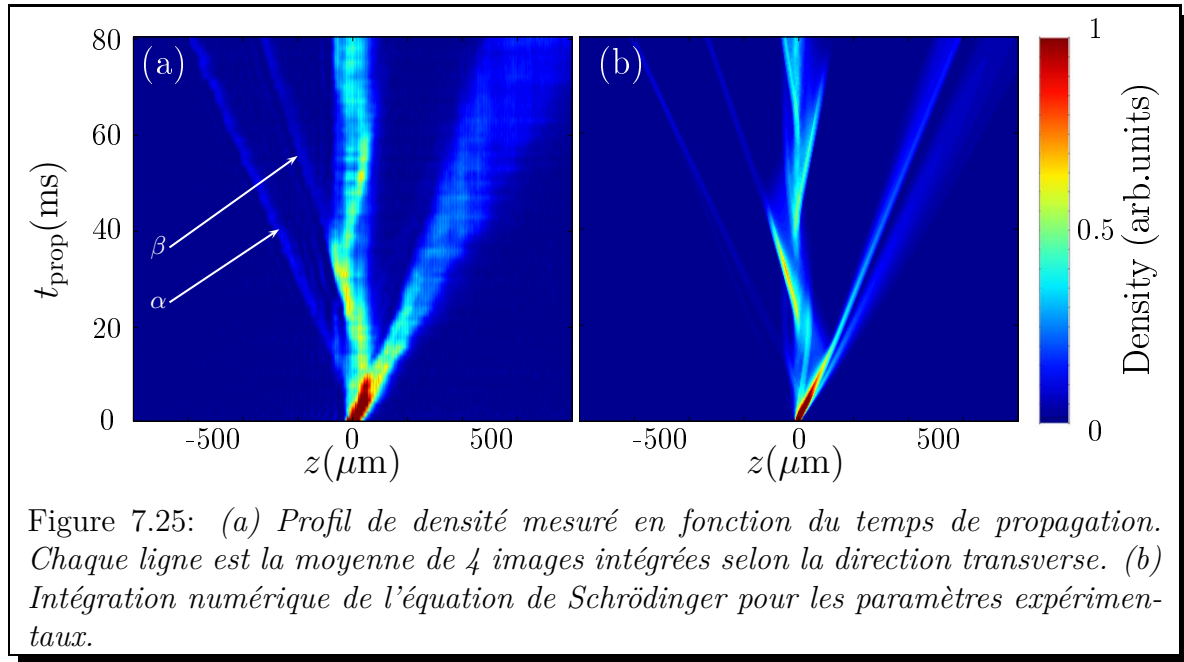 80
60
40
20
0
t_prop(ms)
(a)
β
α
-500
0
500
z(μm)
(b)
-500
0
500
z(μm)
1
0.5
0
Density (arb.units)
Figure 7.25: (a) Profil de densité mesuré en fonction du temps de propagation.
Chaque ligne est la moyenne de 4 images intégrées selon la direction transverse. (b)
Intégration numérique de l'équation de Schrödinger pour les paramètres expérimen-
taux.